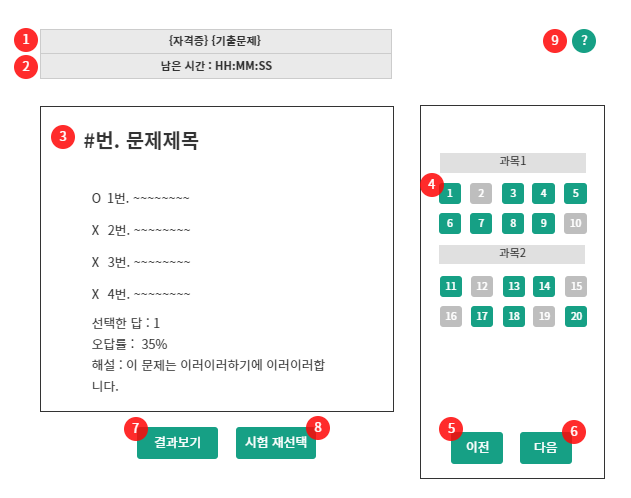 1 {자격증} {기출문제} 9 ?
2 남은 시간 : HH:MM:SS
3 #번. 문제제목
O 1번. ~~~~~~~~
X 2번. ~~~~~~~~
X 3번. ~~~~~~~~
X 4번. ~~~~~~~~
선택한 답 : 1
오답률 : 35%
해설 : 이 문제는 이러이러하기에 이러이러합
니다.
7 결과보기 8 시험 재선택
과목1
4
1 2 3 4 5
6 7 8 9 10
과목2
11 12 13 14 15
16 17 18 19 20
5 이전 6 다음